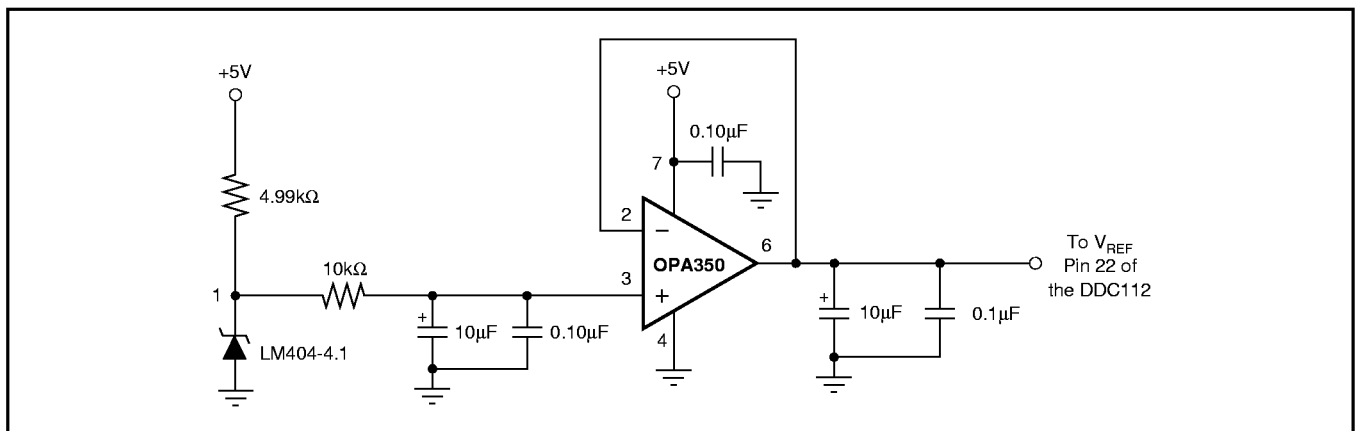 +5V
4.99kΩ
1
LM404-4.1
10kΩ
+
10µF
0.10µF
+5V
7
0.10µF
2
−
OPA350
3
+
4
6
+
10µF
0.1µF
To VREF
Pin 22 of
the DDC112